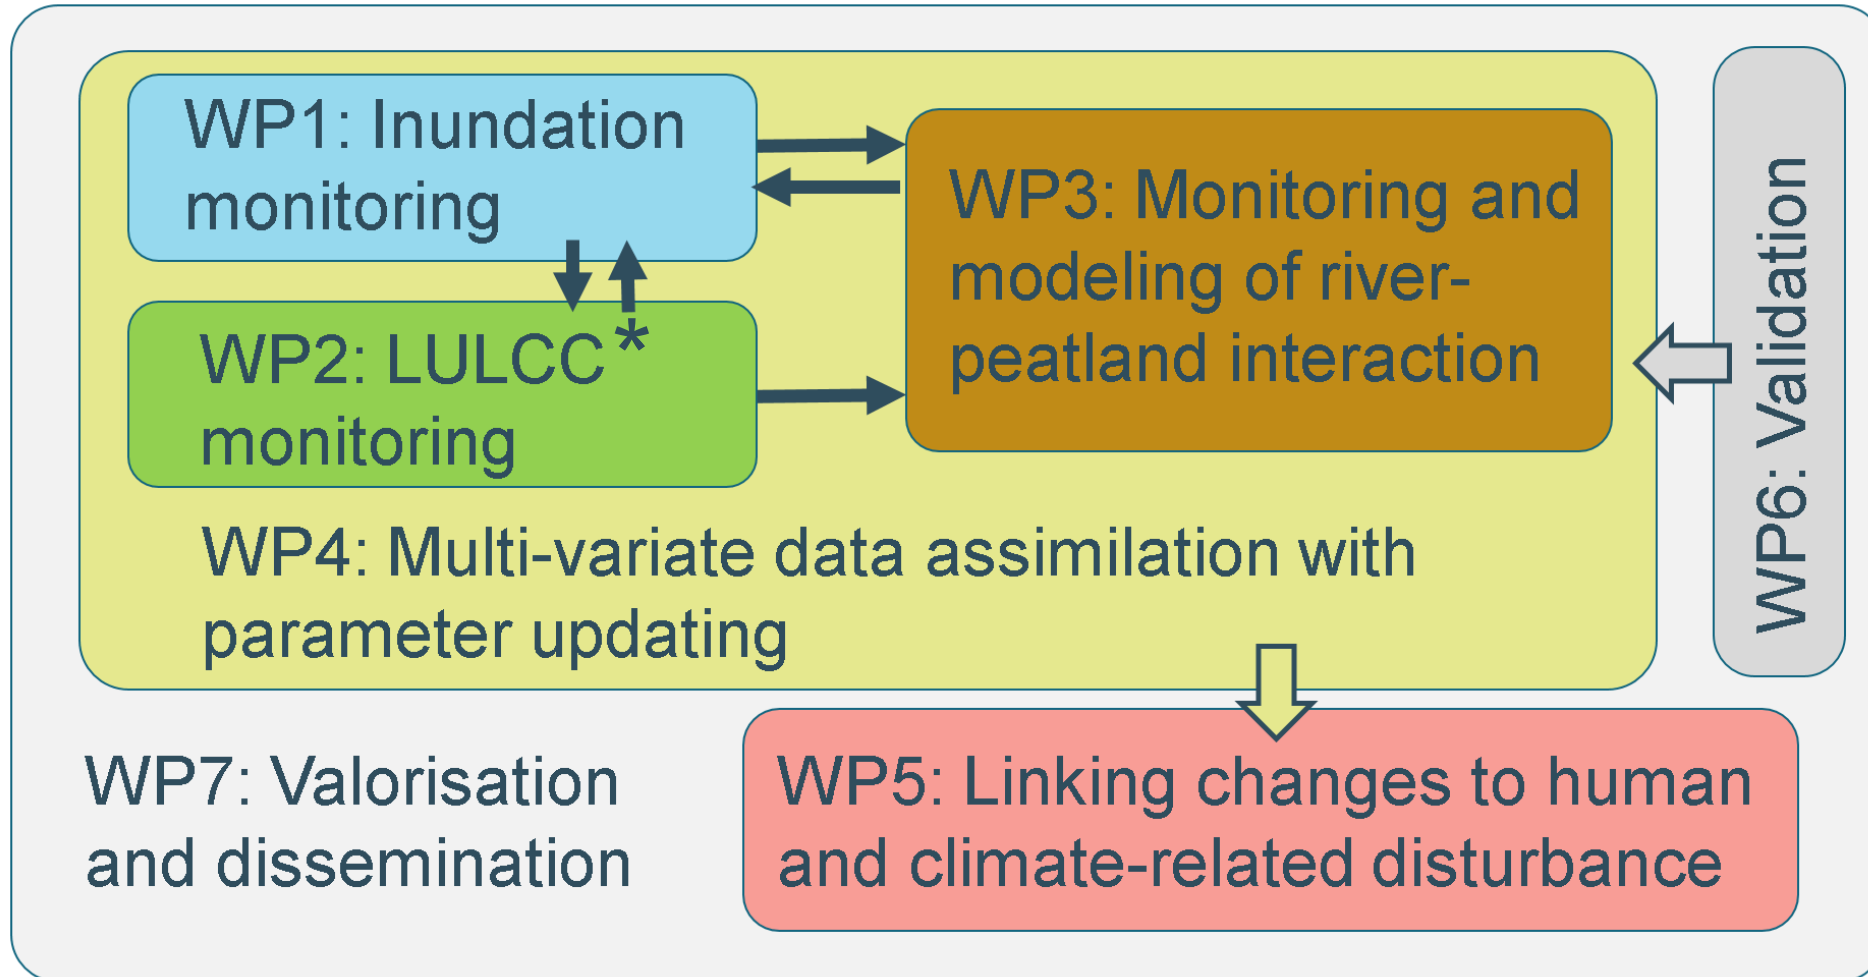 WP1: Inundation
monitoring
WP2: LULCC*
monitoring
WP3: Monitoring and
modeling of river-
peatland interaction
WP4: Multi-variate data assimilation with
parameter updating
WP6: Validation
WP7: Valorisation
and dissemination
WP5: Linking changes to human
and climate-related disturbance